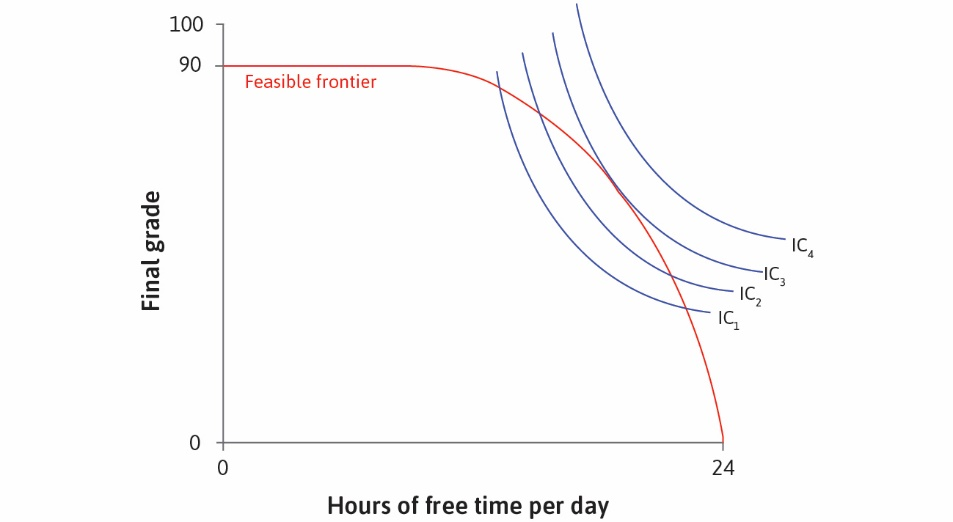 100
90
Feasible frontier
Final grade
IC4
IC3
IC2
IC1
0
0
24
Hours of free time per day